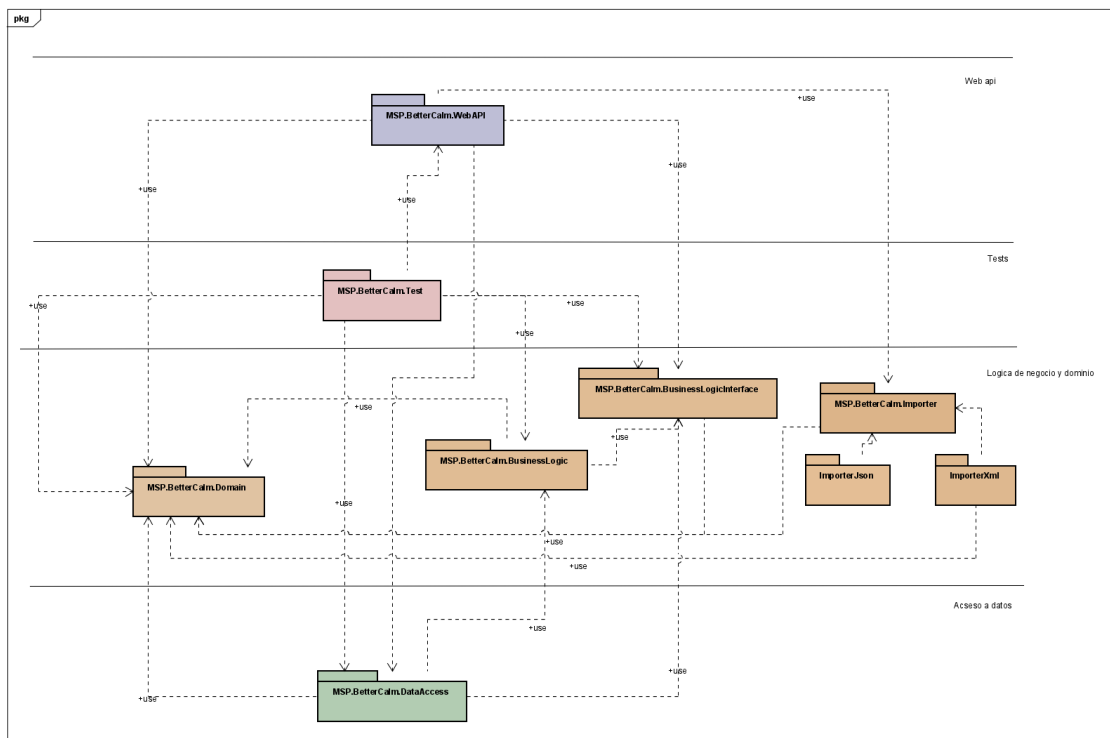 pkg
Web api
+use
MSP.BetterCalm.WebAPI
+use
+use
+use
+use
Tests
MSP.BetterCalm.Test
+use
+use
+use
Logica de negocio y dominio
MSP.BetterCalm.BusinessLogicInterface
MSP.BetterCalm.Importer
+use
+use
MSP.BetterCalm.BusinessLogic
ImporterJson
ImporterXml
MSP.BetterCalm.Domain
+use
+use
+use
Acseso a datos
+use
+use
MSP.BetterCalm.DataAccess
+use